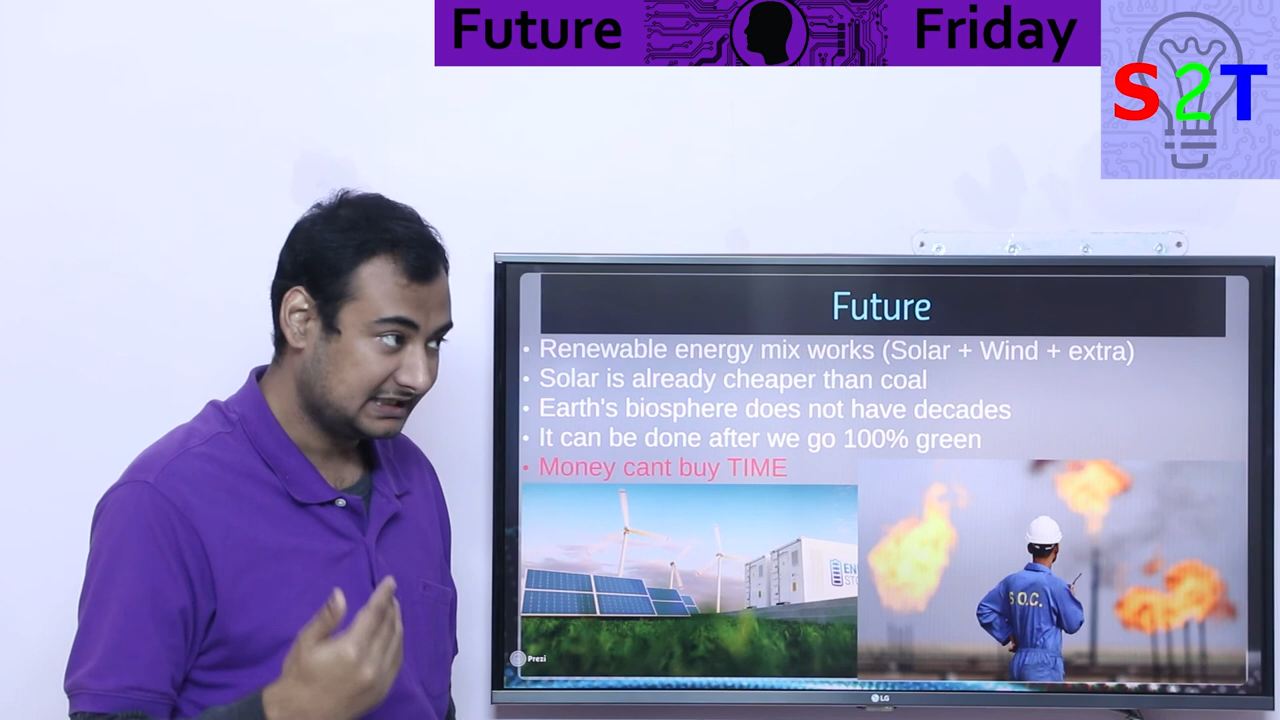 Future Friday
S2T
Future
• Renewable energy mix works (Solar + Wind + extra)
• Solar is already cheaper than coal
• Earth's biosphere does not have decades
• It can be done after we go 100% green
• Money cant buy TIME
S.O.C.
Prezi
LG